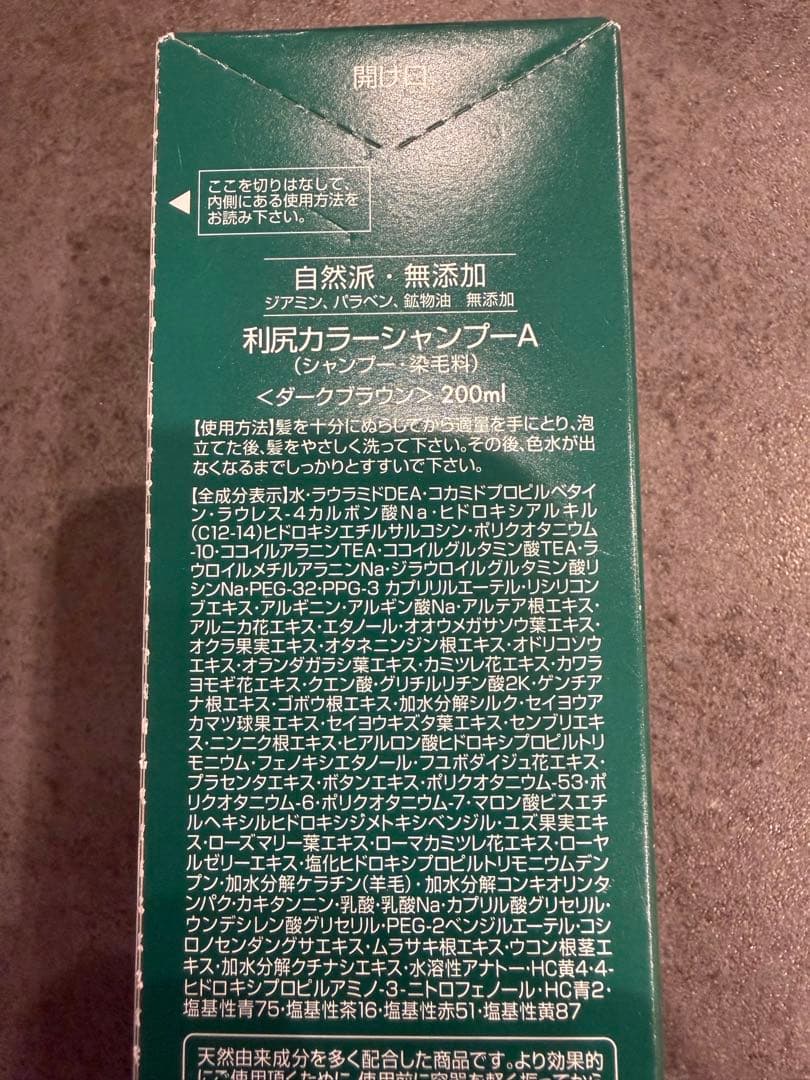 開け口
ここを切りはなして、
内側にある使用方法を
お読み下さい。
自然派・無添加
ジアミン、パラベン、鉱物油 無添加
利尻カラーシャンプーA
(シャンプー・染毛料)
<ダークブラウン> 200ml
【使用方法】髪を十分にぬらしてから適量を手にとり、泡
立てた後、髪をやさしく洗って下さい。その後、色水が出
なくなるまでしっかりとすすいで下さい。
【全成分表示】水・ラウラミドDEA・コカミドプロピルベタイ
ン・ラウレス-4カルボン酸Na・ヒドロキシアルキル
(C12-14)ヒドロキシエチルサルコシン・ポリクオタニウム
-10・ココイルアラニンTEA・ココイルグルタミン酸TEA・ラ
ウロイルメチルアラニンNa・ジラウロイルグルタミン酸リ
シンNa・PEG-32・PPG-3 カプリリルエーテル・リシリコン
ブエキス・アルギニン・アルギン酸Na・アルテア根エキス・
アルニカ花エキス・エタノール・オオウメガサソウ葉エキス・
オクラ果実エキス・オタネニンジン根エキス・オドリコソウ
エキス・オランダガラシ葉エキス・カミツレ花エキス・カワラ
ヨモギ花エキス・クエン酸・グリチルリチン酸2K・ゲンチア
ナ根エキス・ゴボウ根エキス・加水分解シルク・セイヨウア
カマツ球果エキス・セイヨウキズタ葉エキス・センブリエキ
ス・ニンニク根エキス・ヒアルロン酸ヒドロキシプロピルトリ
モニウム・フェノキシエタノール・フユボダイジュ花エキス・
プラセンタエキス・ボタンエキス・ポリクオタニウム-53・ポ
リクオタニウム-6・ポリクオタニウム-7・マロン酸ビスエチ
ルヘキシルヒドロキシジメトキシベンジル・ユズ果実エキ
ス・ローズマリー葉エキス・ローマカミツレ花エキス・ローヤ
ルゼリーエキス・塩化ヒドロキシプロピルトリモニウムデン
プン・加水分解ケラチン(羊毛)・加水分解コンキオリンタ
ンパク・カキタンニン・乳酸・乳酸Na・カプリル酸グリセリル・
ウンデシレン酸グリセリル・PEG-2ベンジルエーテル・コシ
ロノセンダングサエキス・ムラサキ根エキス・ウコン根茎エ
キス・加水分解クチナシエキス・水溶性アナトー・HC黄4・4-
ヒドロキシプロピルアミノ-3-ニトロフェノール・HC青2・
塩基性青75・塩基性茶16・塩基性赤51・塩基性黄87
天然由来成分を多く配合した商品です。より効果的
にご使用頂くために、使用前に容器を軽く振ってから